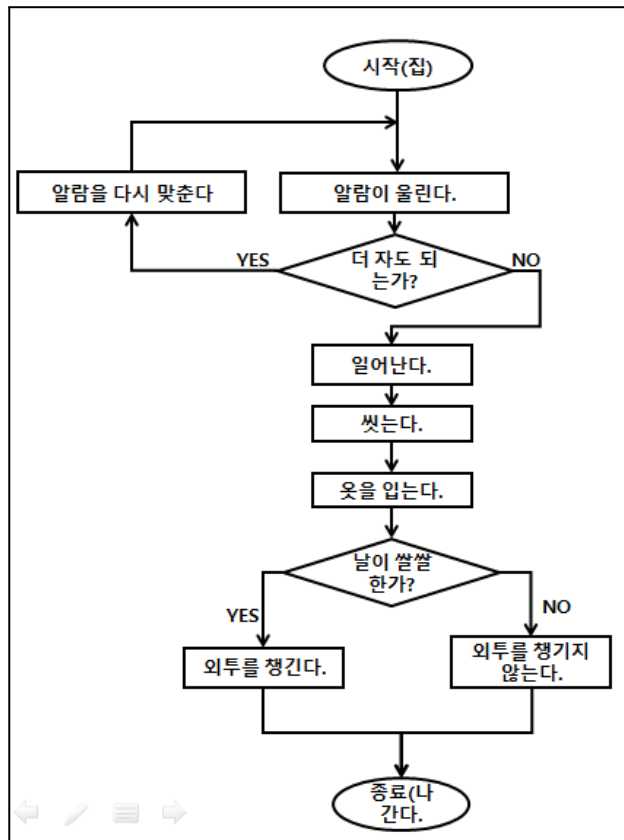 시작(집)
알람을 다시 맞춘다
알람이 울린다.
더 자도 되
는가?
YES
NO
일어난다.
씻는다.
옷을 입는다.
날이 쌀쌀
한가?
YES
NO
외투를 챙긴다.
외투를 챙기지
않는다.
종료(나
간다.